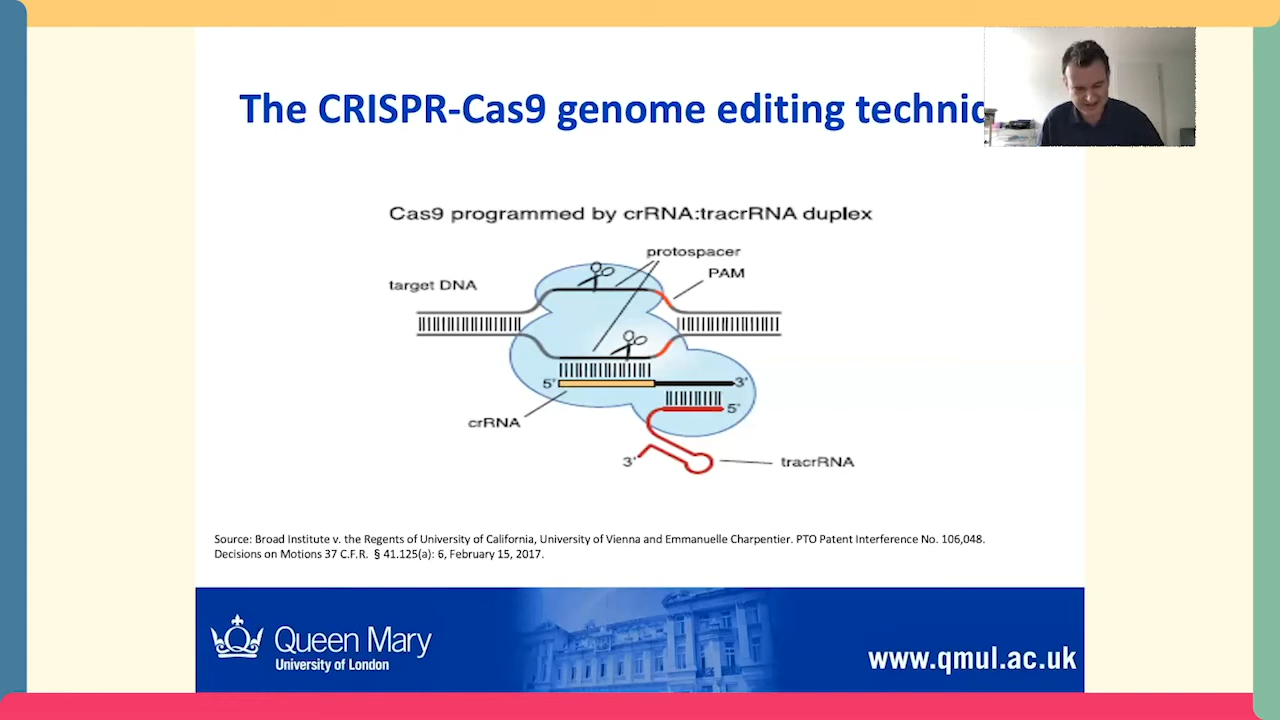 The CRISPR-Cas9 genome editing techni
Cas9 programmed by crRNA:tracrRNA duplex
protospacer
PAM
target DNA
5’
3’
5’
crRNA
3’
tracrRNA
Source: Broad Institute v. the Regents of University of California, University of Vienna and Emmanuelle Charpentier. PTO Patent Interference No. 106,048.
Decisions on Motions 37 C.F.R. § 41.125(a): 6, February 15, 2017.
Queen Mary
University of London
www.qmul.ac.uk